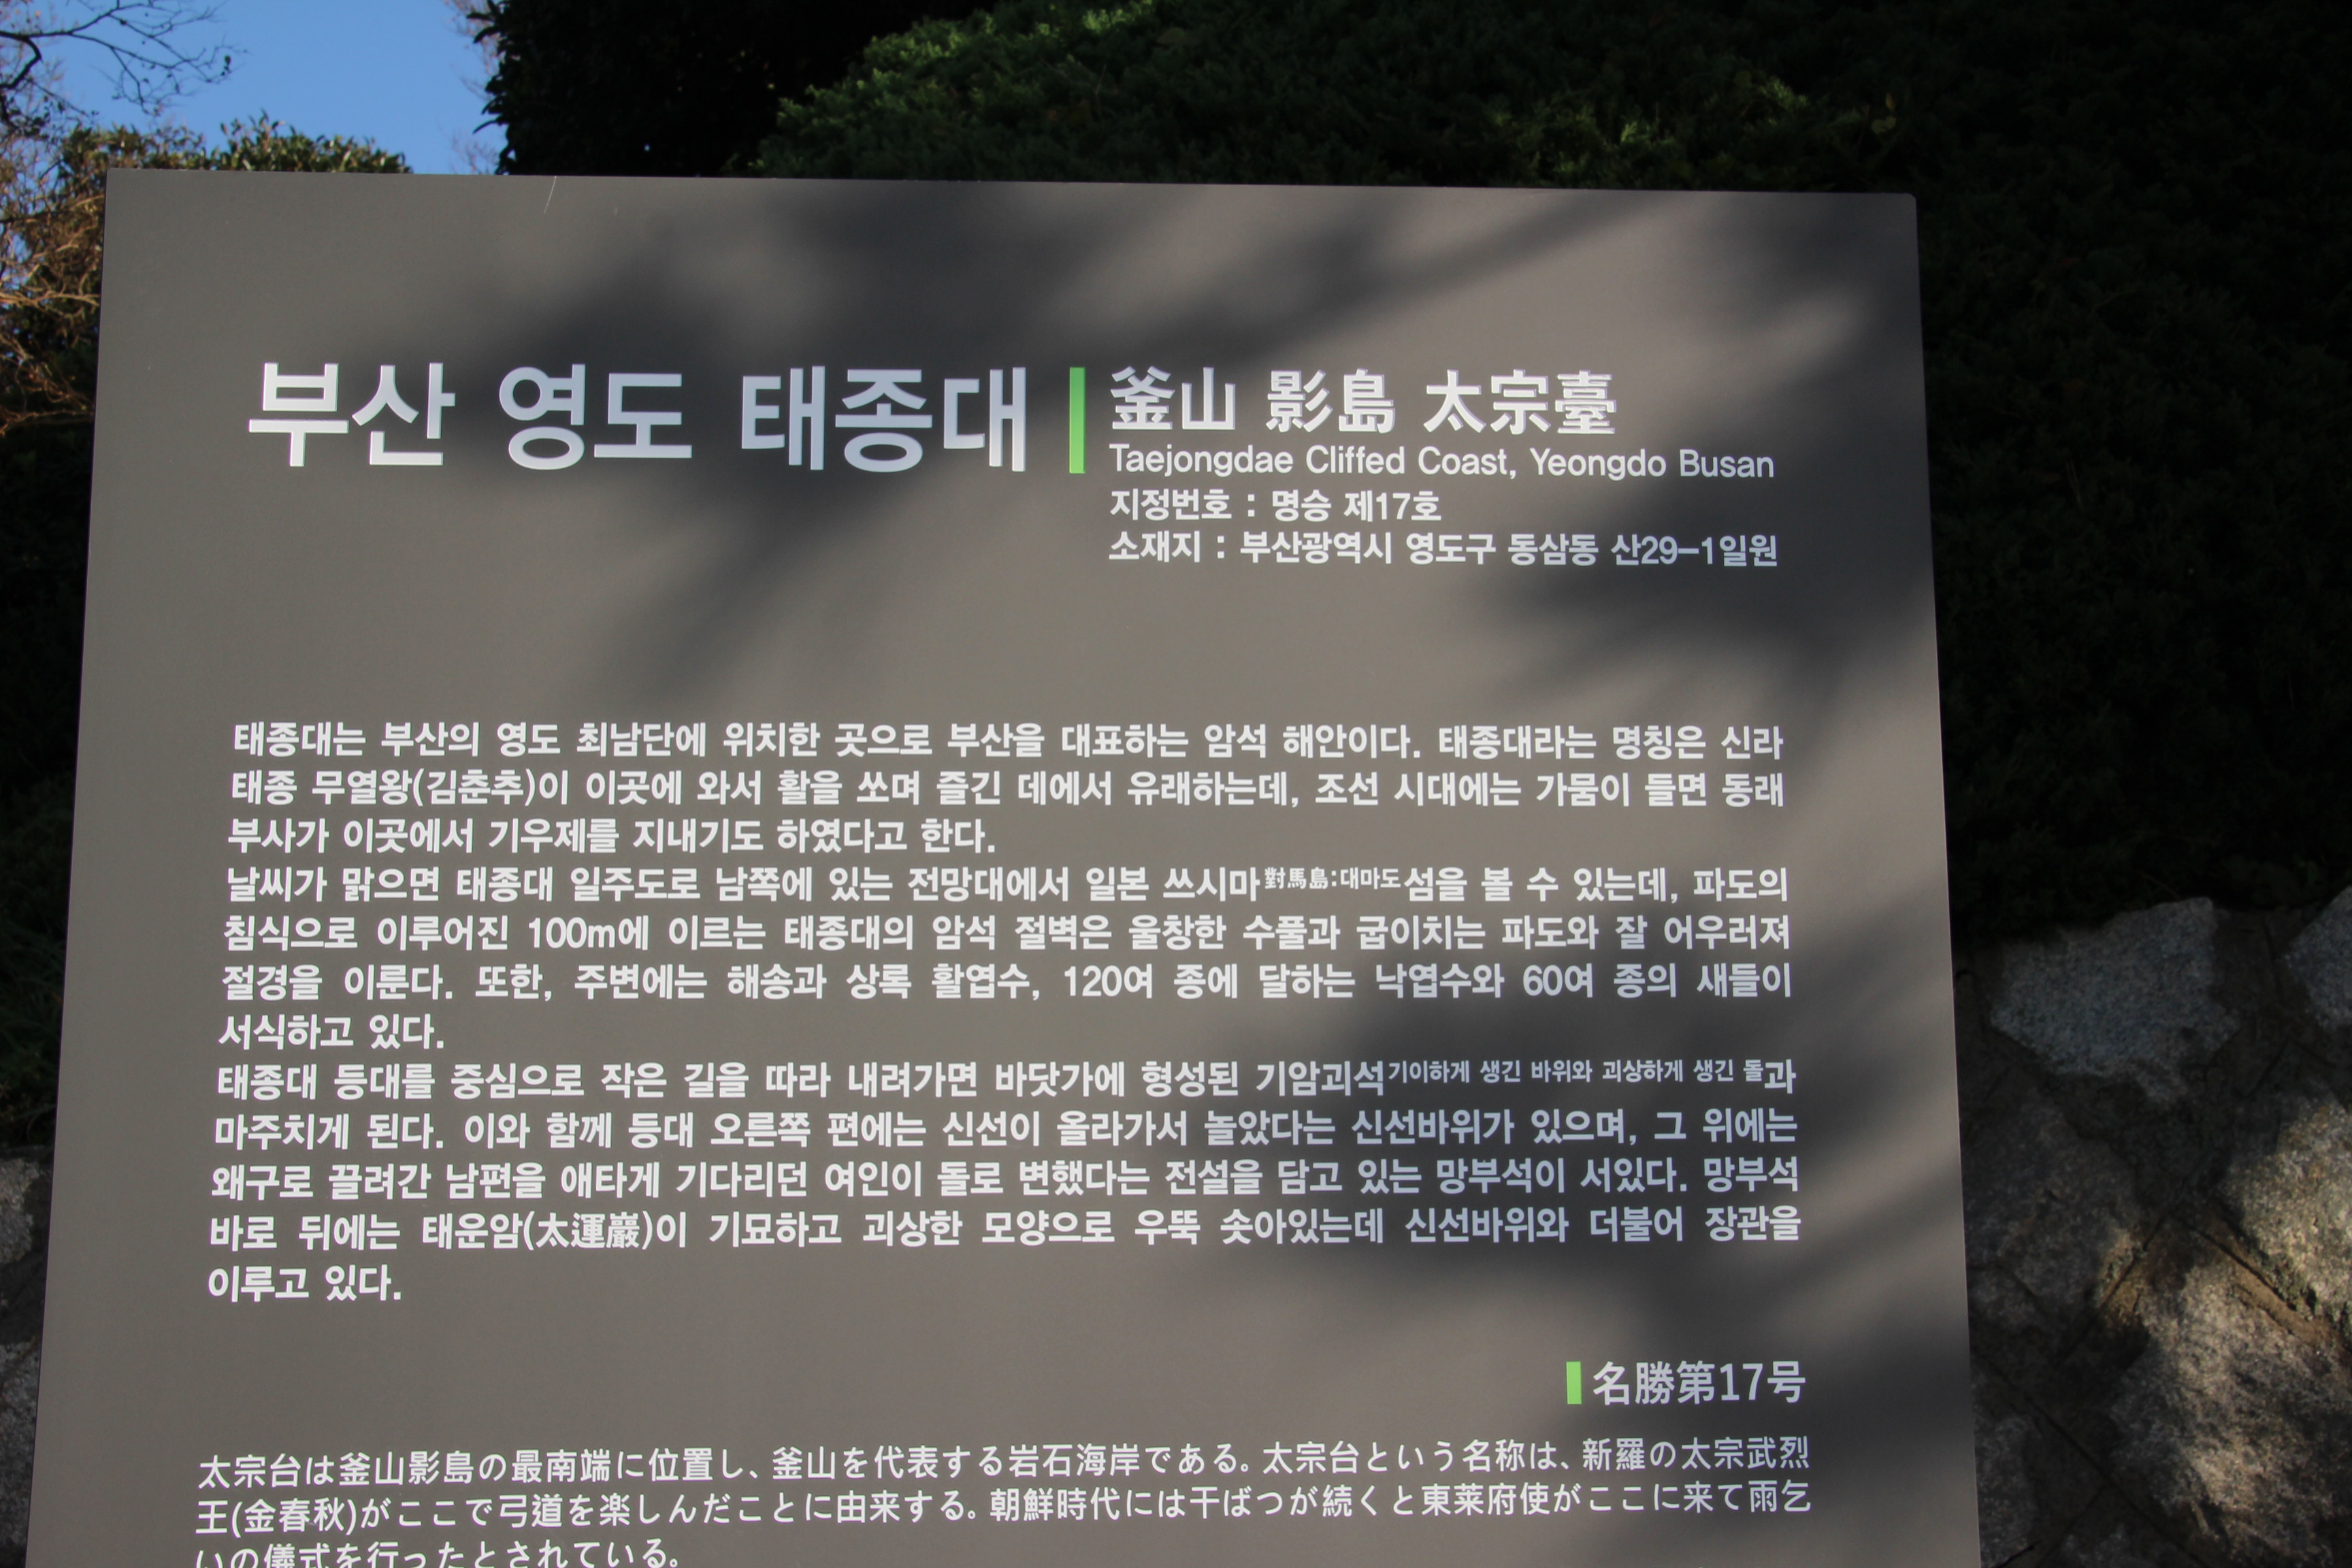 부산 영도 태종대
釜山 影島 太宗臺
Taejongdae Cliffed Coast, Yeongdo Busan
지정번호 : 명승 제17호
소재지 : 부산광역시 영도구 동삼동 산29-1일원
태종대는 부산의 영도 최남단에 위치한 곳으로 부산을 대표하는 암석 해안이다. 태종대라는 명칭은 신라
태종 무열왕(김춘추)이 이곳에 와서 활을 쏘며 즐긴 데에서 유래하는데, 조선 시대에는 가뭄이 들면 동래
부사가 이곳에서 기우제를 지내기도 하였다고 한다.
날씨가 맑으면 태종대 일주도로 남쪽에 있는 전망대에서 일본 쓰시마對馬島:대마도섬을 볼 수 있는데, 파도의
침식으로 이루어진 100m에 이르는 태종대의 암석 절벽은 울창한 수풀과 굽이치는 파도와 잘 어우러져
절경을 이룬다. 또한, 주변에는 해송과 상록 활엽수, 120여 종에 달하는 낙엽수와 60여 종의 새들이
서식하고 있다.
태종대 등대를 중심으로 작은 길을 따라 내려가면 바닷가에 형성된 기암괴석기이하게 생긴 바위와 괴상하게 생긴 돌과
마주치게 된다. 이와 함께 등대 오른쪽 편에는 신선이 올라가서 놀았다는 신선바위가 있으며, 그 위에는
왜구로 끌려간 남편을 애타게 기다리던 여인이 돌로 변했다는 전설을 담고 있는 망부석이 서있다. 망부석
바로 뒤에는 태운암(太運巖)이 기묘하고 괴상한 모양으로 우뚝 솟아있는데 신선바위와 더불어 장관을
이루고 있다.
名勝第17号
太宗台は釜山影島の最南端に位置し、釜山を代表する岩石海岸である。太宗台という名称は、新羅の太宗武烈
王(金春秋)がここで弓道を楽しんだことに由来する。朝鮮時代には干ばつが続くと東莱府使がここに来て雨乞
いの儀式を行ったとされている。